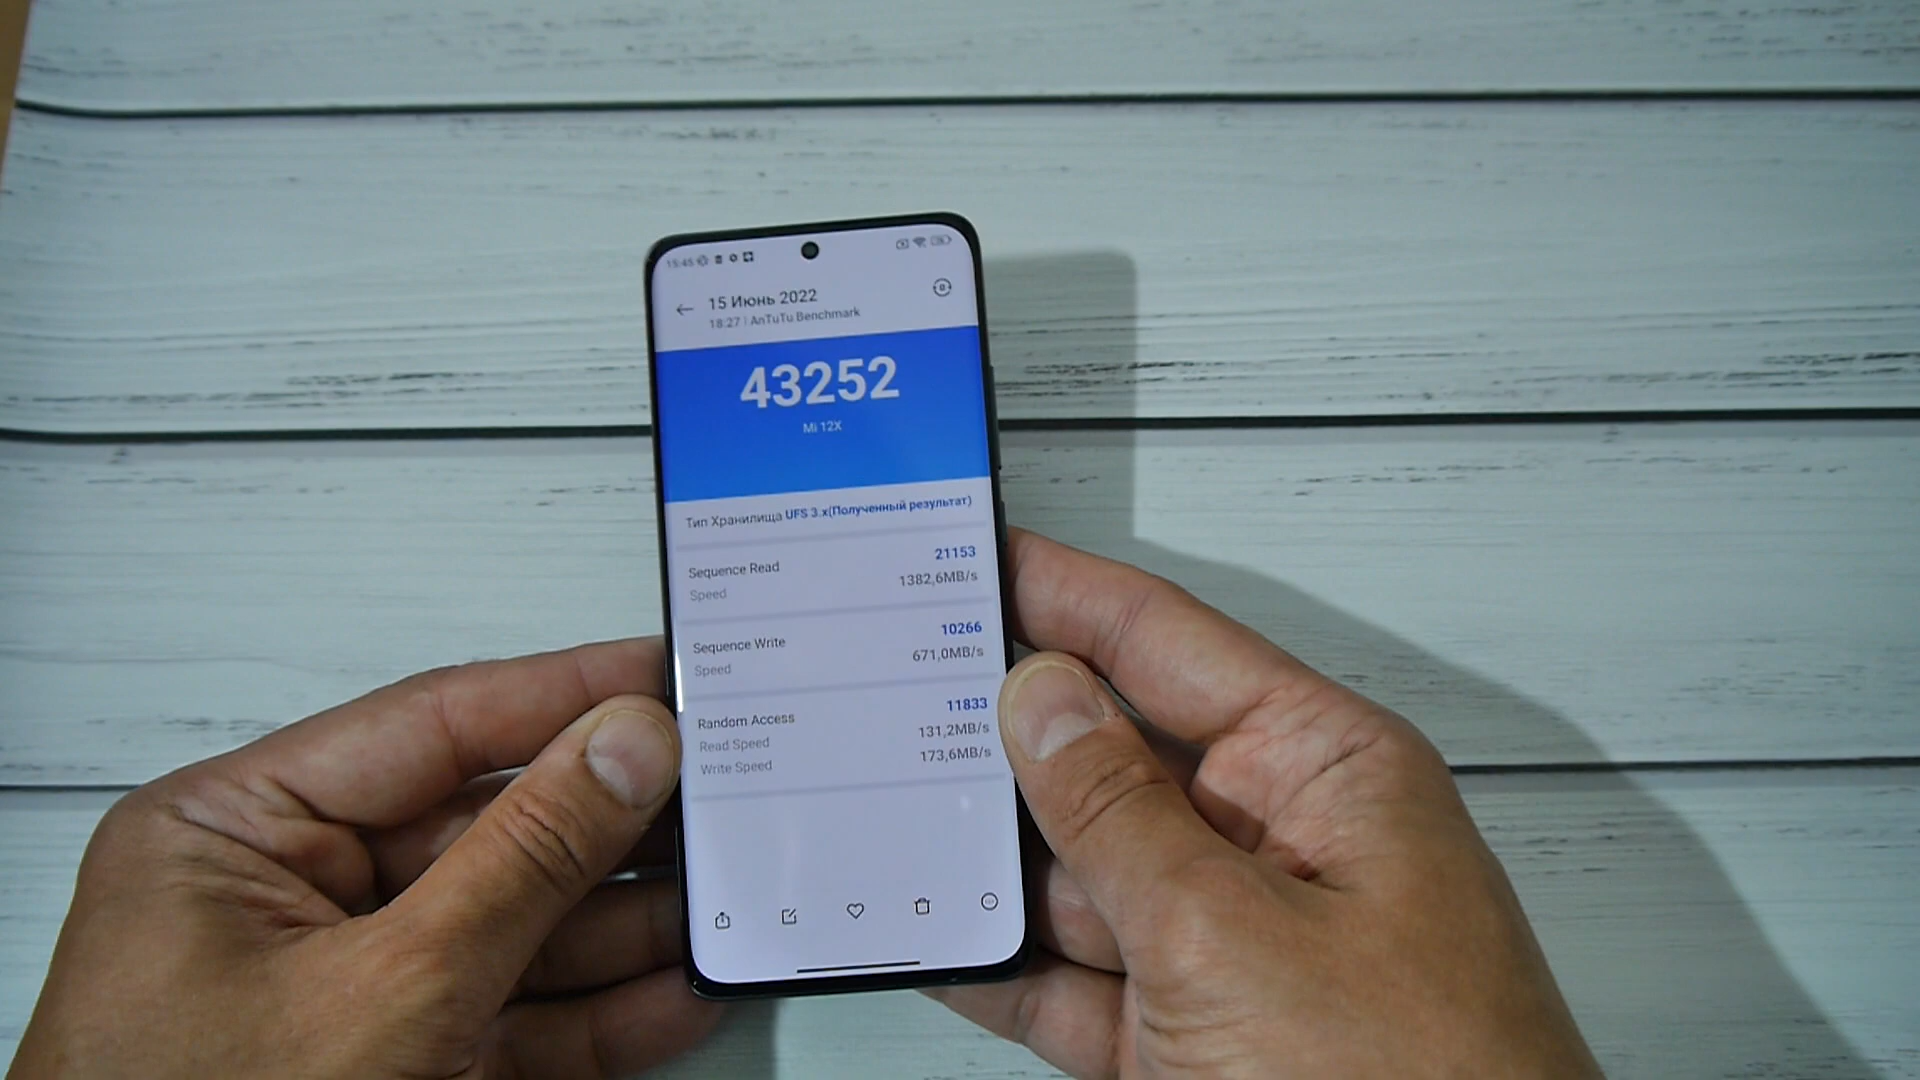 15:45
15 Июнь 2022
18:27 | AnTuTu Benchmark
43252
Mi 12X
Тип Хранилища UFS 3.x(Полученный результат)
Sequence Read 21153
Speed 1382,6MB/s
Sequence Write 10266
Speed 671,0MB/s
Random Access 11833
Read Speed 131,2MB/s
Write Speed 173,6MB/s